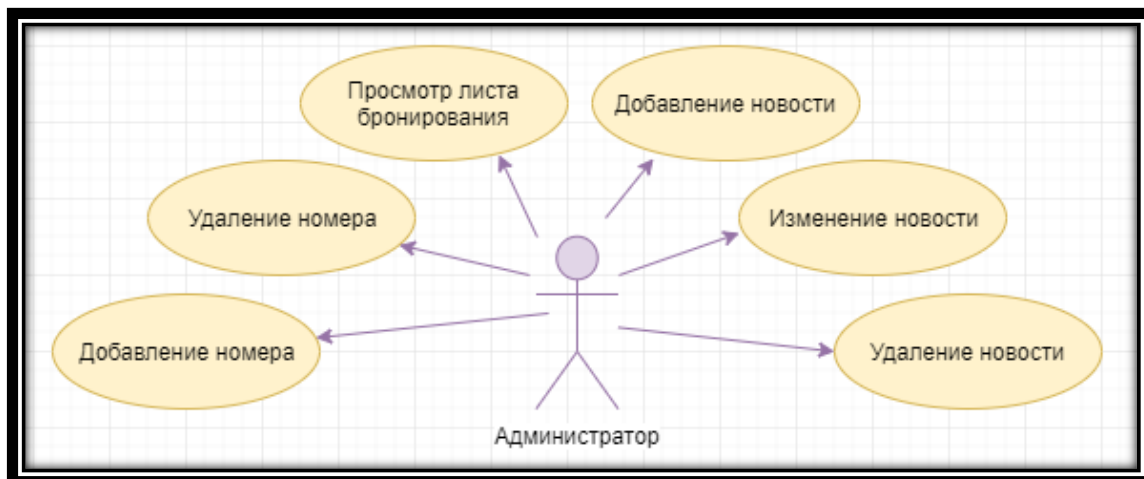 Просмотр листа
бронирования
Добавление новости
Удаление номера
Изменение новости
Добавление номера
Удаление новости
Администратор